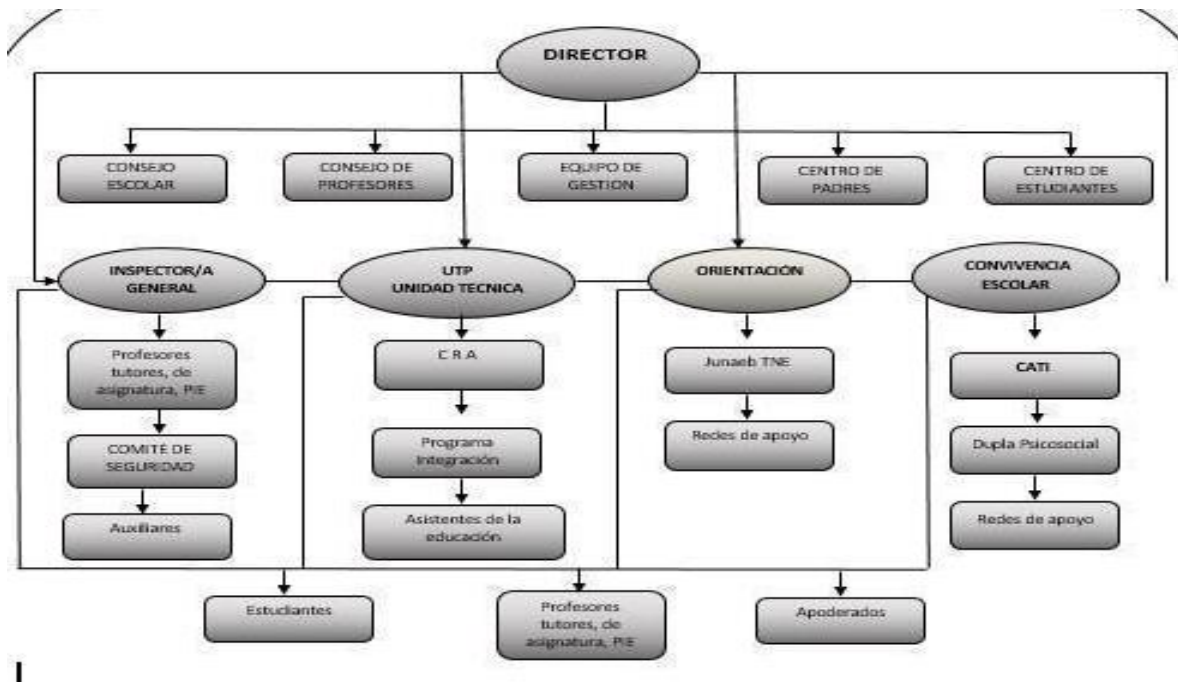 DIRECTOR
CONSEJO
ESCOLAR
CONSEJO DE
PROFESORES
EQUIPO DE
GESTION
CENTRO DE
PADRES
CENTRO DE
ESTUDIANTES
INSPECTOR/A
GENERAL
UTP
UNIDAD TECNICA
ORIENTACIÓN
CONVIVENCIA
ESCOLAR
Profesores
tutores, de
asignatura, PIE
COMITÉ DE
SEGURIDAD
Auxiliares
C R A
Programa
Integración
Asistentes de la
educación
Junaeb TNE
Redes de apoyo
CATI
Dupla Psicosocial
Redes de apoyo
Estudiantes
Profesores
tutores, de
asignatura, PIE
Apoderados